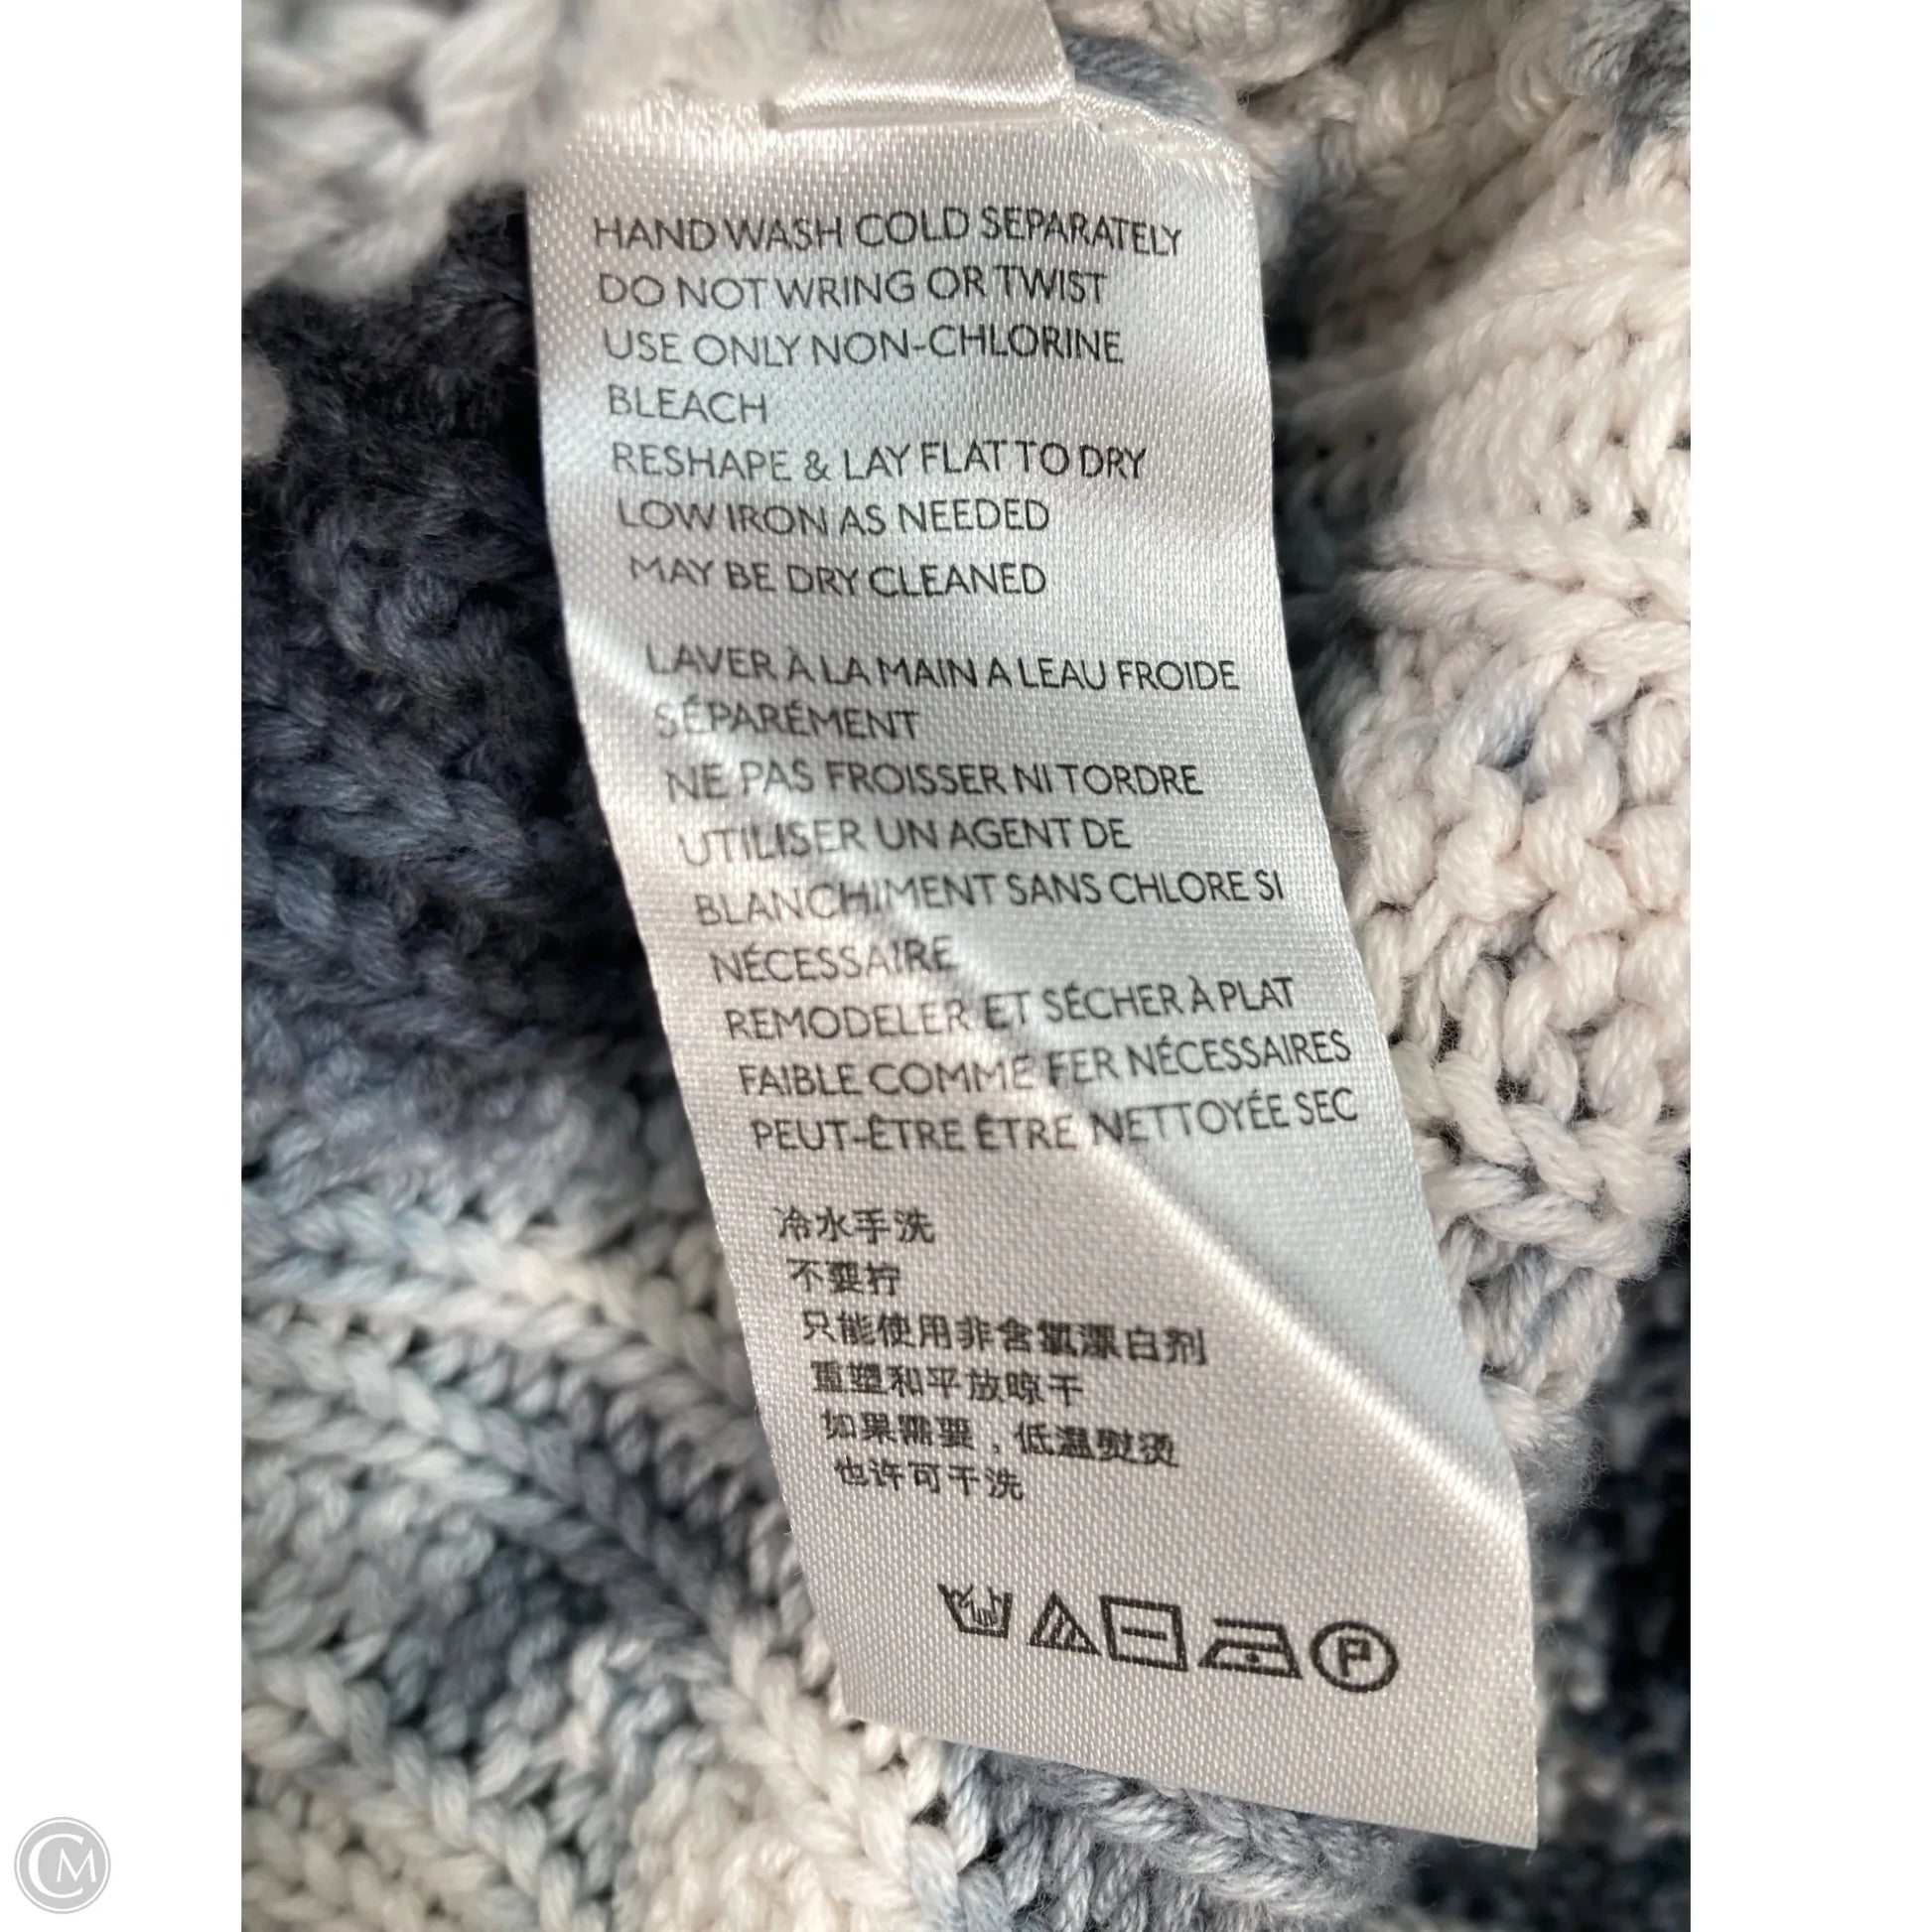 HAND WASH COLD SEPARATELY
DO NOT WRING OR TWIST
USE ONLY NON-CHLORINE
BLEACH
RESHAPE & LAY FLAT TO DRY
LOW IRON AS NEEDED
MAY BE DRY CLEANED
LAVER À LA MAIN A LEAU FROIDE
SÉPARÉMENT
NE PAS FROISSER NI TORDRE
UTILISER UN AGENT DE
BLANCHIMENT SANS CHLORE SI
NÉCESSAIRE
REMODELER ET SÉCHER À PLAT
FAIBLE COMME FER NÉCESSAIRES
PEUT-ÊTRE ÊTRE NETTOYÉE SEC
冷水手洗
不要拧
只能使用非含氯漂白剂
重塑和平放晾干
如果需要，低温熨烫
也许可干洗
P
CM